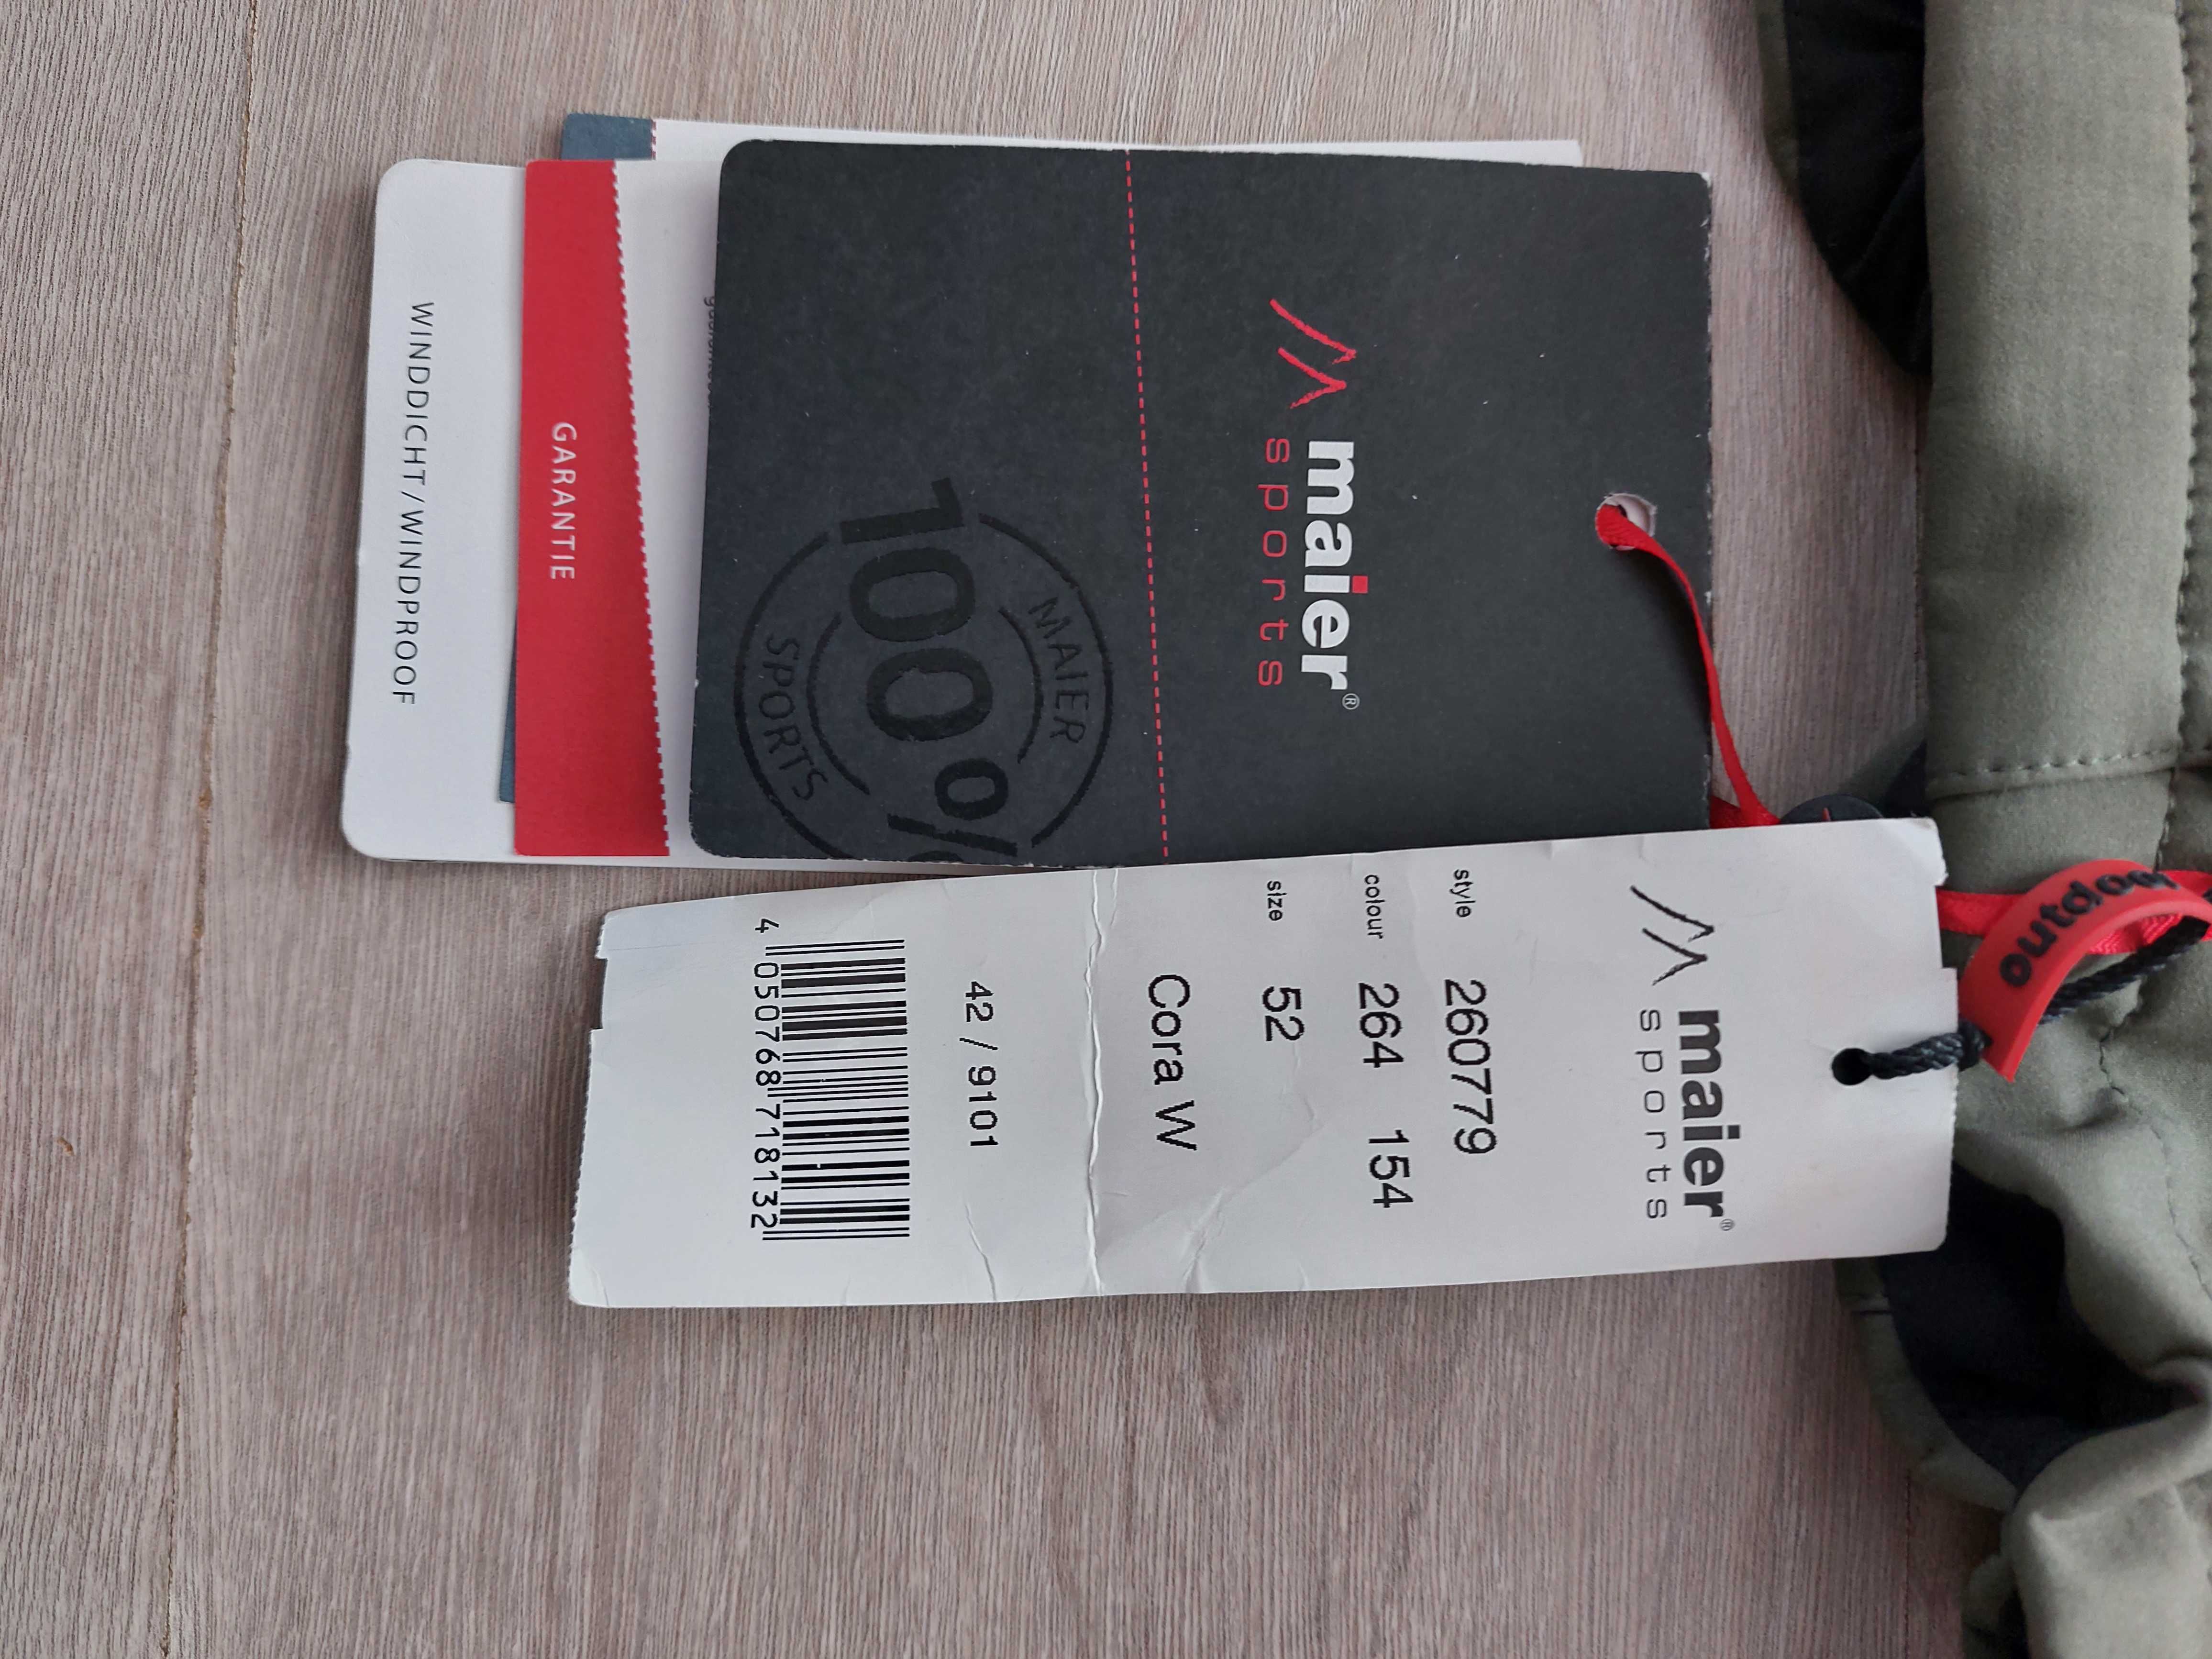 maier®
sports
100%
MAIER
SPORTS
GARANTIE
WINDDICHT/WINDPROOF
outdoor
maier®
sports
style 260779
colour 264 154
size 52
Cora W
42 / 9101
4 050768 718132